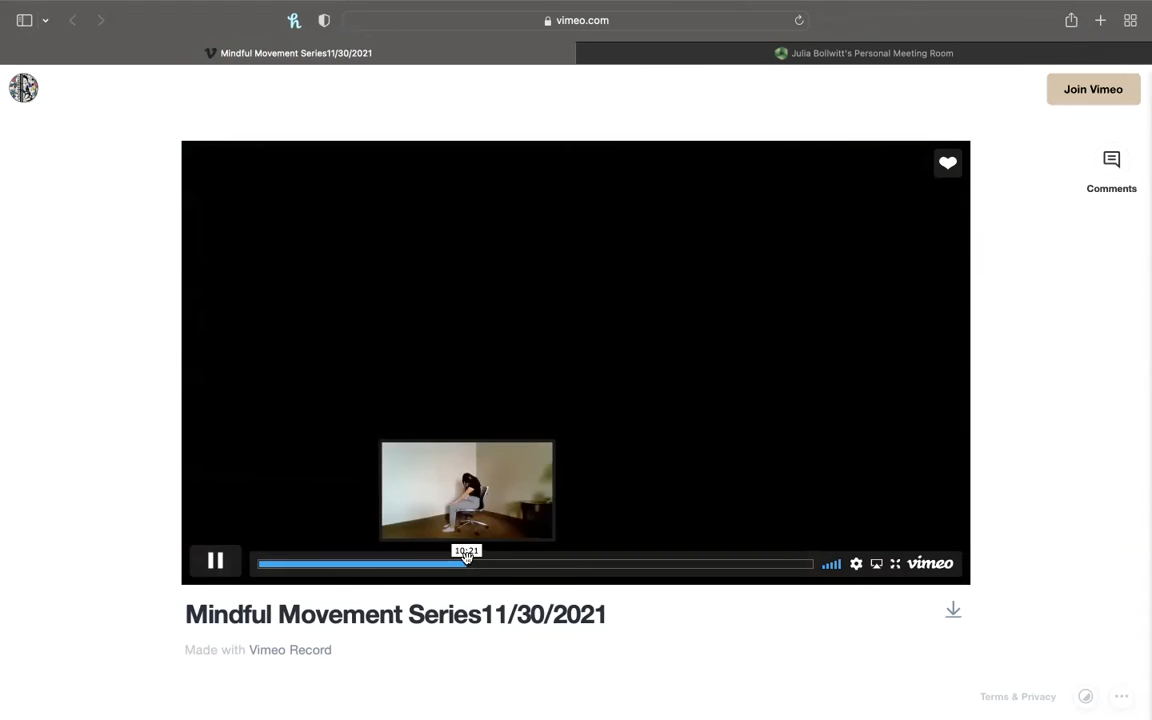 vimeo.com
Mindful Movement Series11/30/2021
Julia Bollwitt's Personal Meeting Room
Join Vimeo
Comments
10:21
vimeo
Mindful Movement Series11/30/2021
Made with Vimeo Record
Terms & Privacy